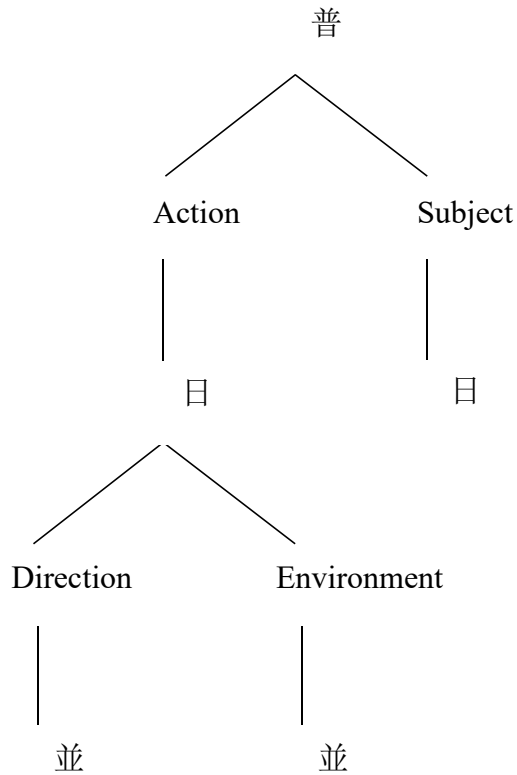 普
Action Subject
日 日
Direction Environment
並 並